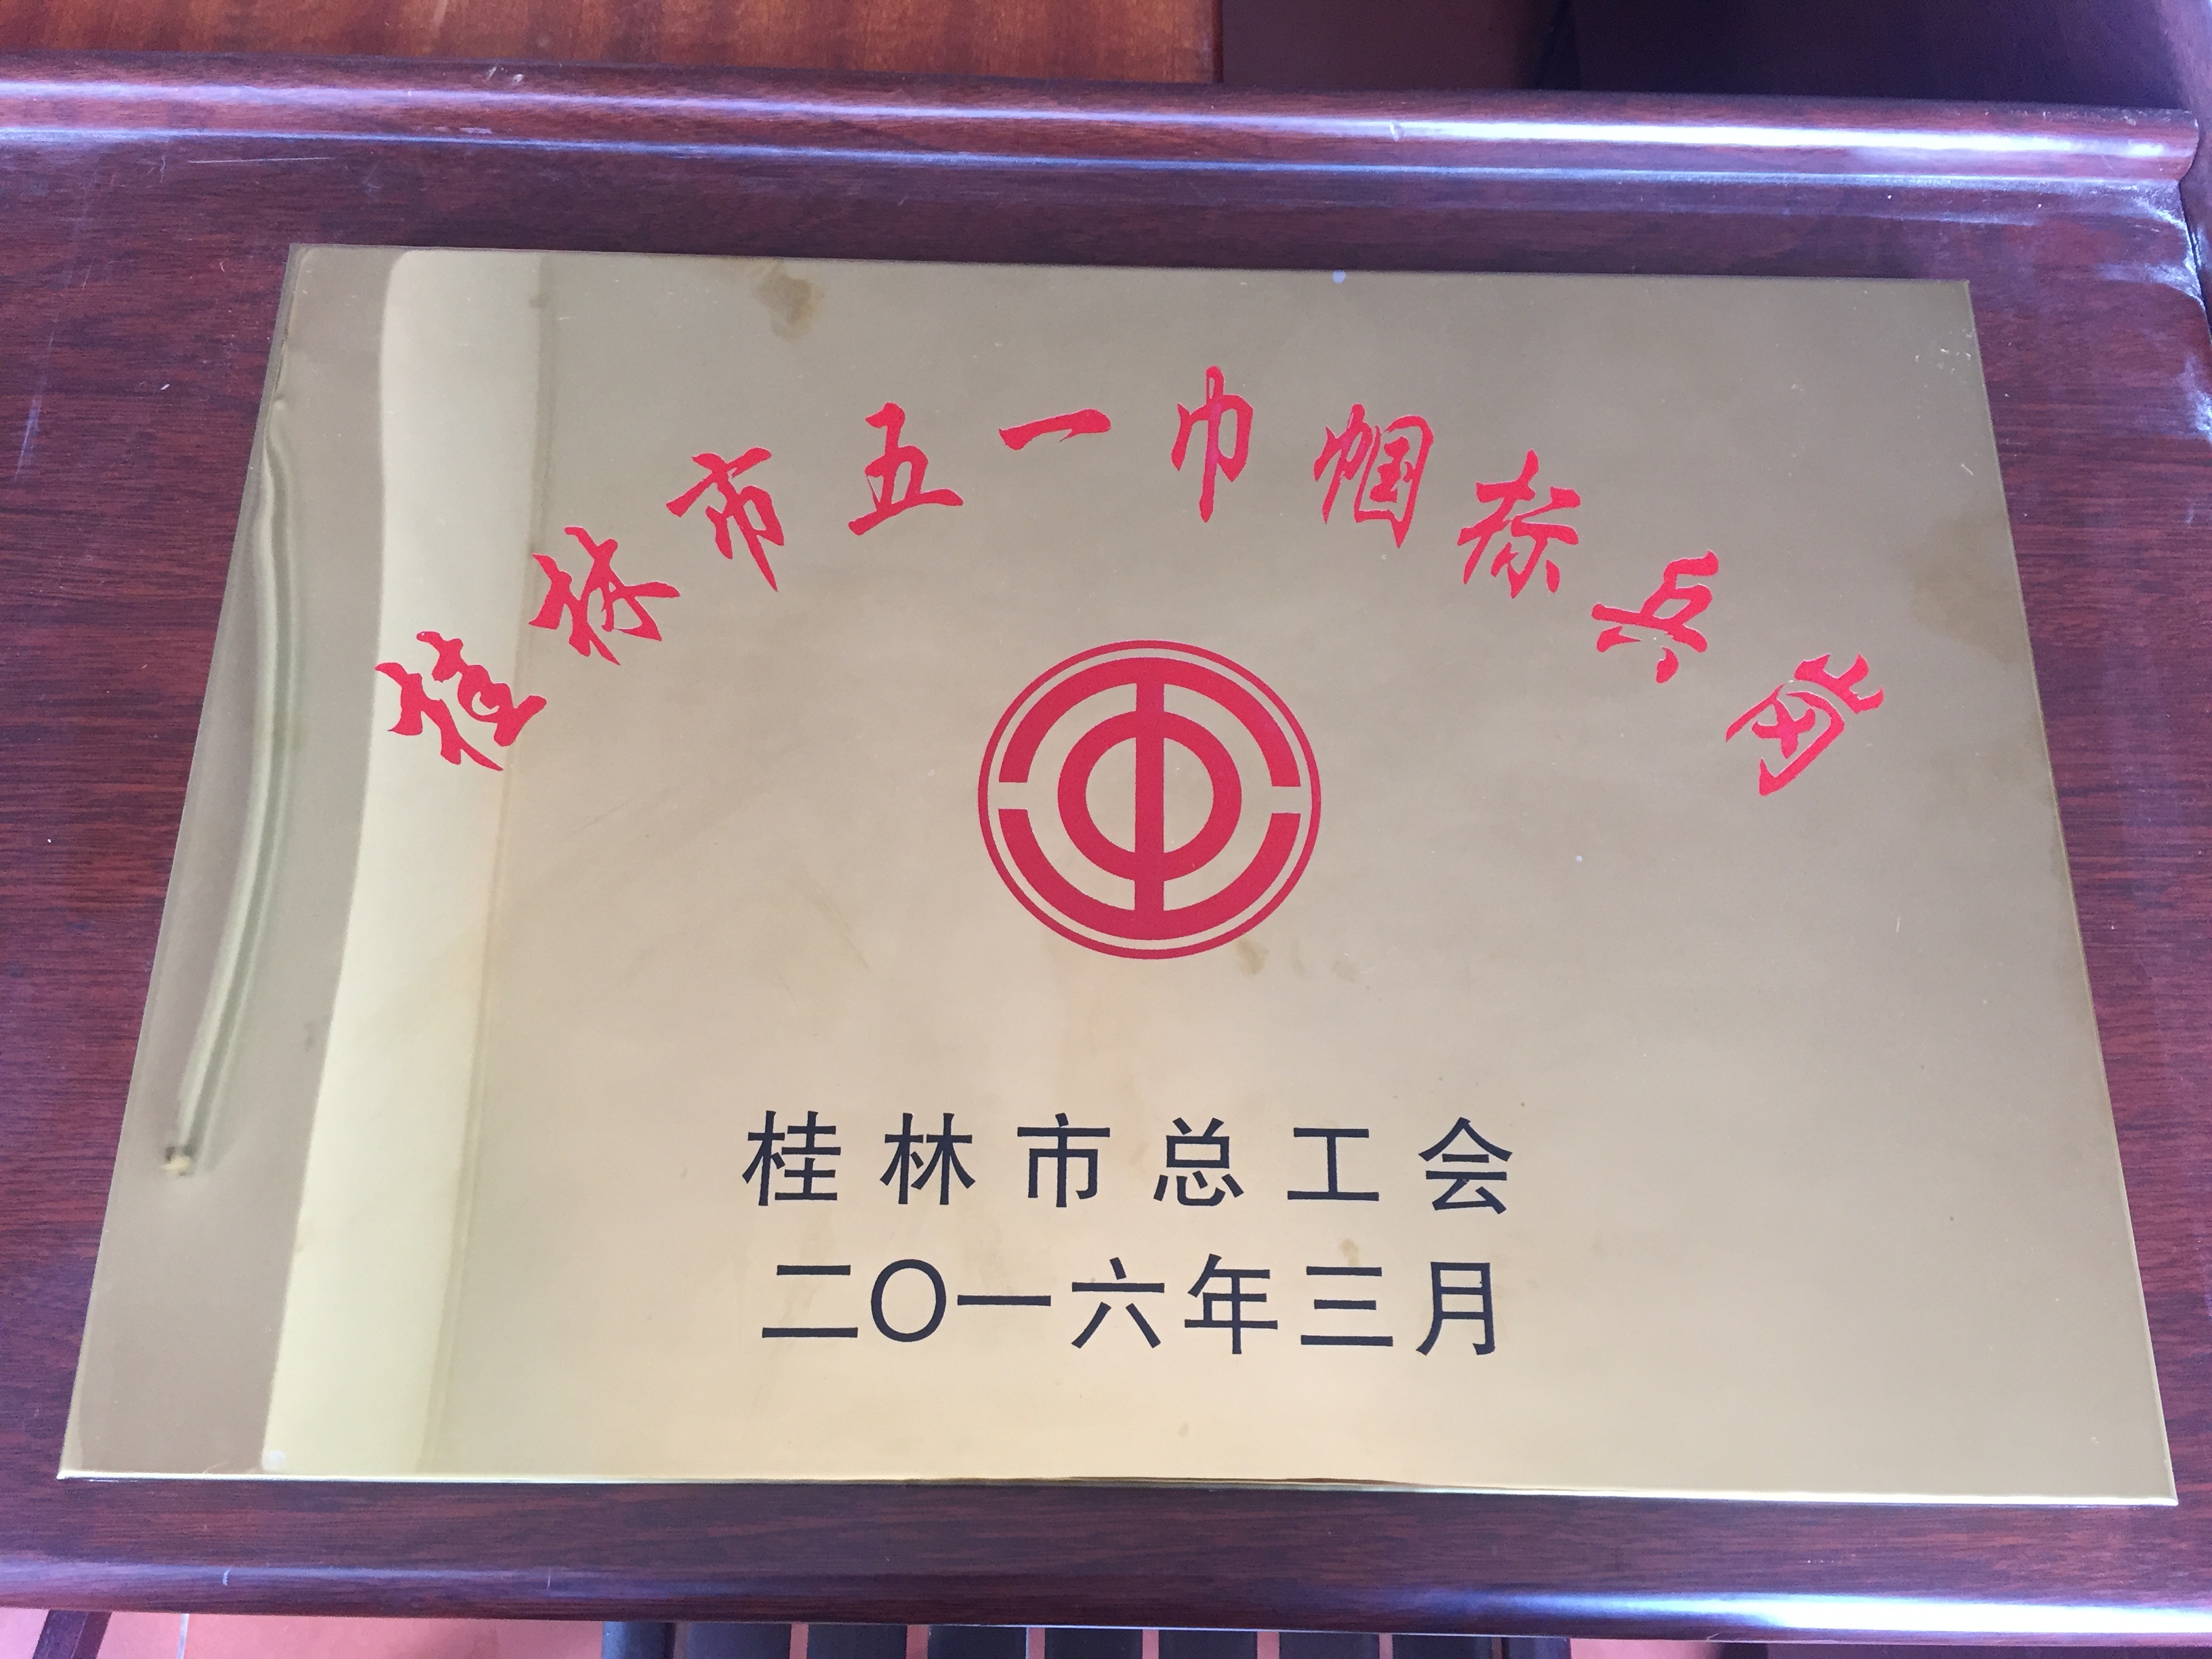 桂林市五一巾帼标兵岗
桂林市总工会
二〇一六年三月